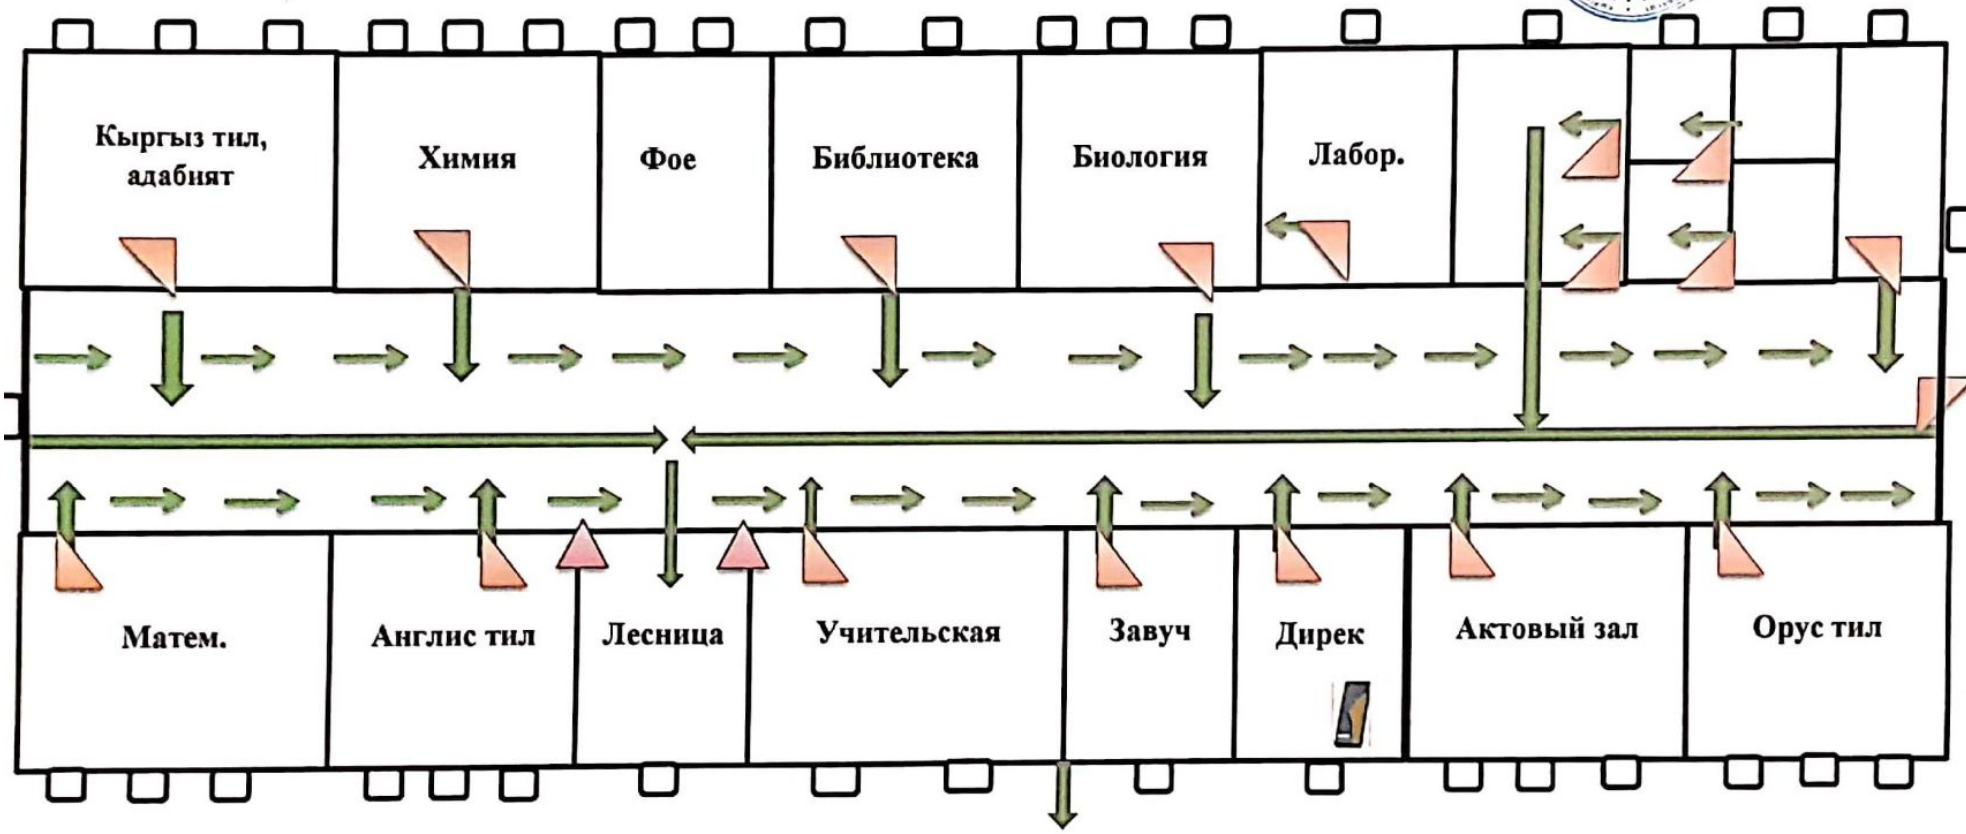 Кыргыз тил,
адабият
Химия
Фое
Библиотека
Биология
Лабор.
Матем.
Англис тил
Лесница
Учительская
Завуч
Дирек
Актовый зал
Орус тил